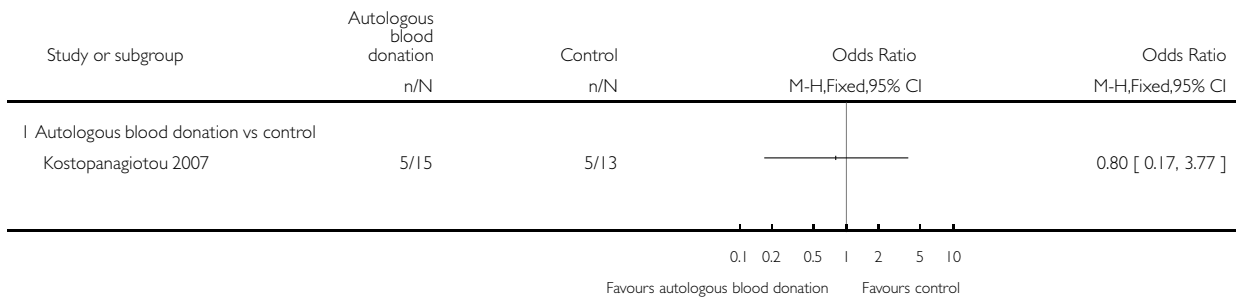 Autologous
blood
Study or subgroup donation Control Odds Ratio Odds Ratio
n/N n/N M-H,Fixed,95% CI M-H,Fixed,95% CI
1 Autologous blood donation vs control
Kostopanagiotou 2007 5/15 5/13 0.80 [ 0.17, 3.77 ]
0.1 0.2 0.5 1 2 5 10
Favours autologous blood donation Favours control